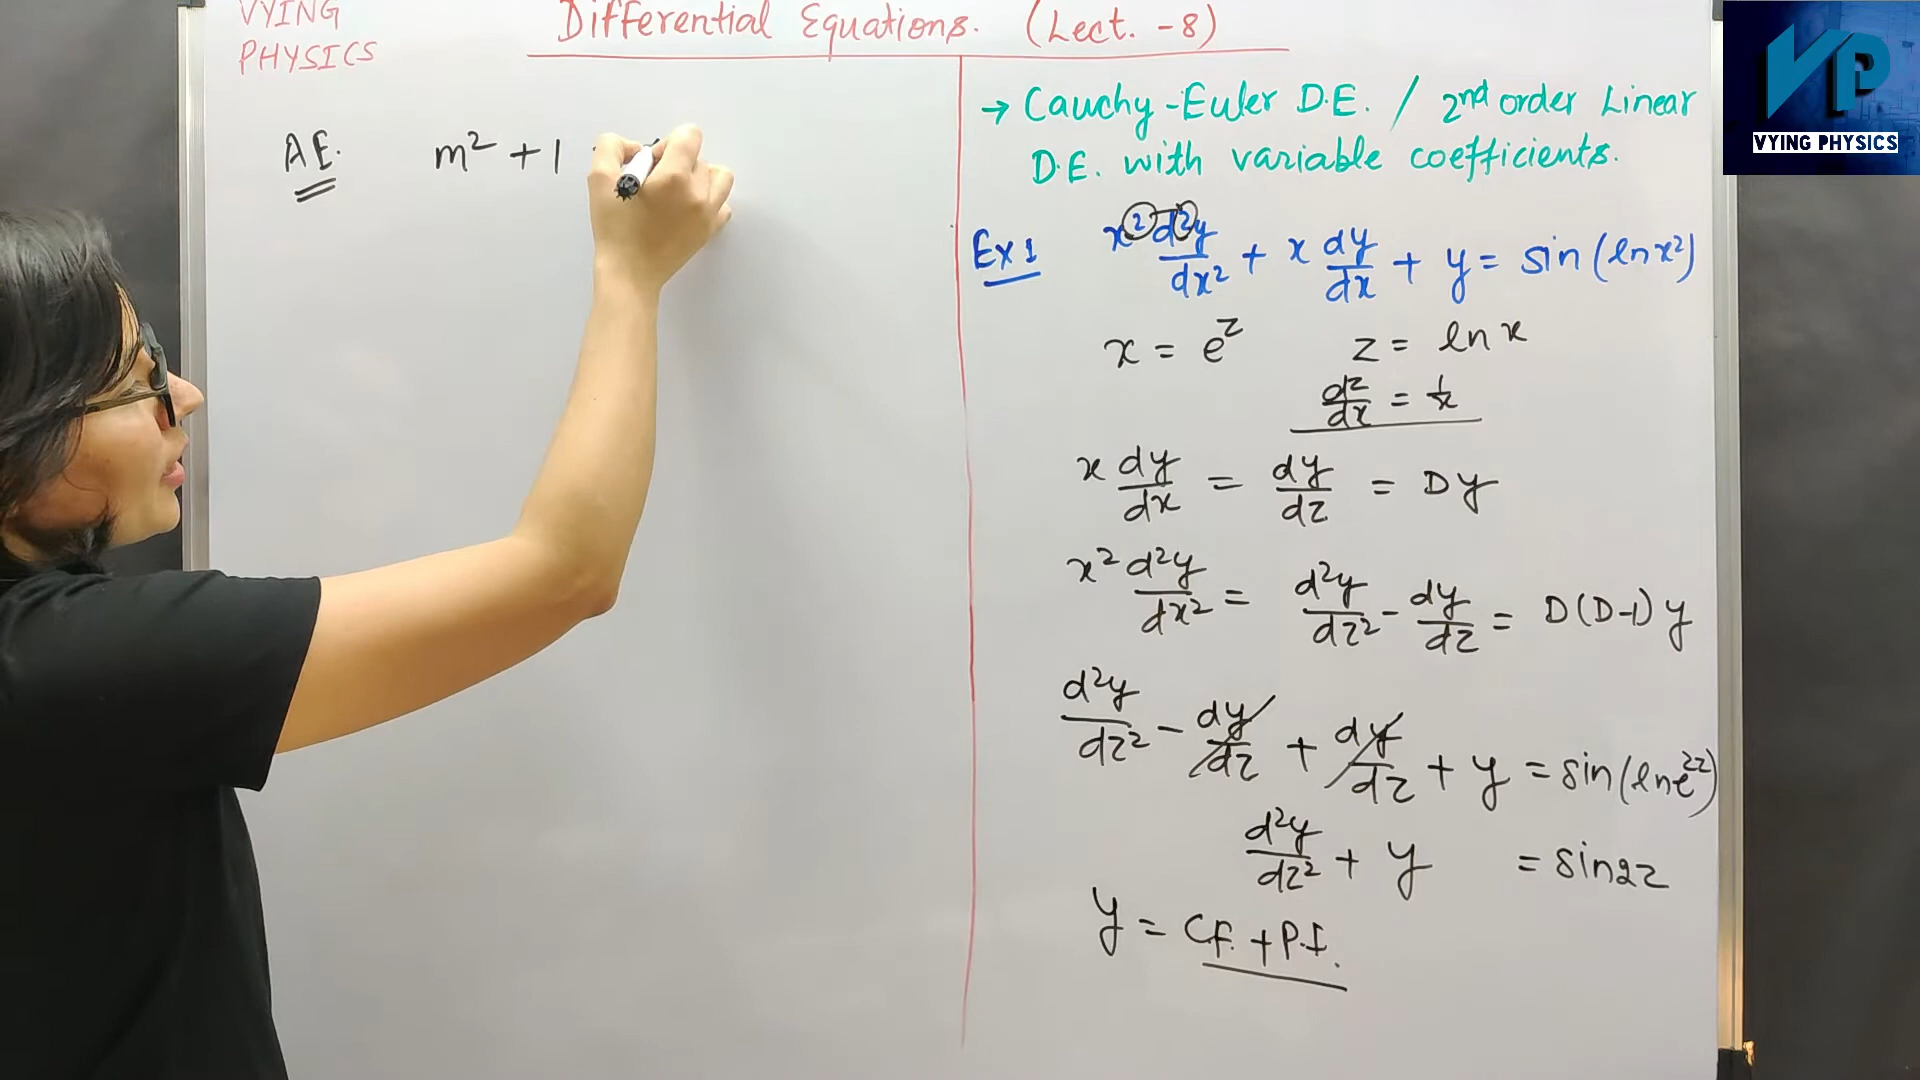 VYING
PHYSICS
Differential Equations. (Lect. -8)
VP
VYING PHYSICS
A.E. m² + 1
→ Cauchy-Euler D.E. / 2nd order Linear
D.E. with variable coefficients.
Ex 1 x² d²y/dx² + x dy/dx + y = sin(ln x²)
x = e^z z = ln x
dz/dx = 1/x
x dy/dx = dy/dz = Dy
x² d²y/dx² = d²y/dz² - dy/dz = D(D-1)y
d²y/dz² - dy/dz + dy/dz + y = sin(ln e^2z)
d²y/dz² + y = sin2z
y = C.F. + P.I.